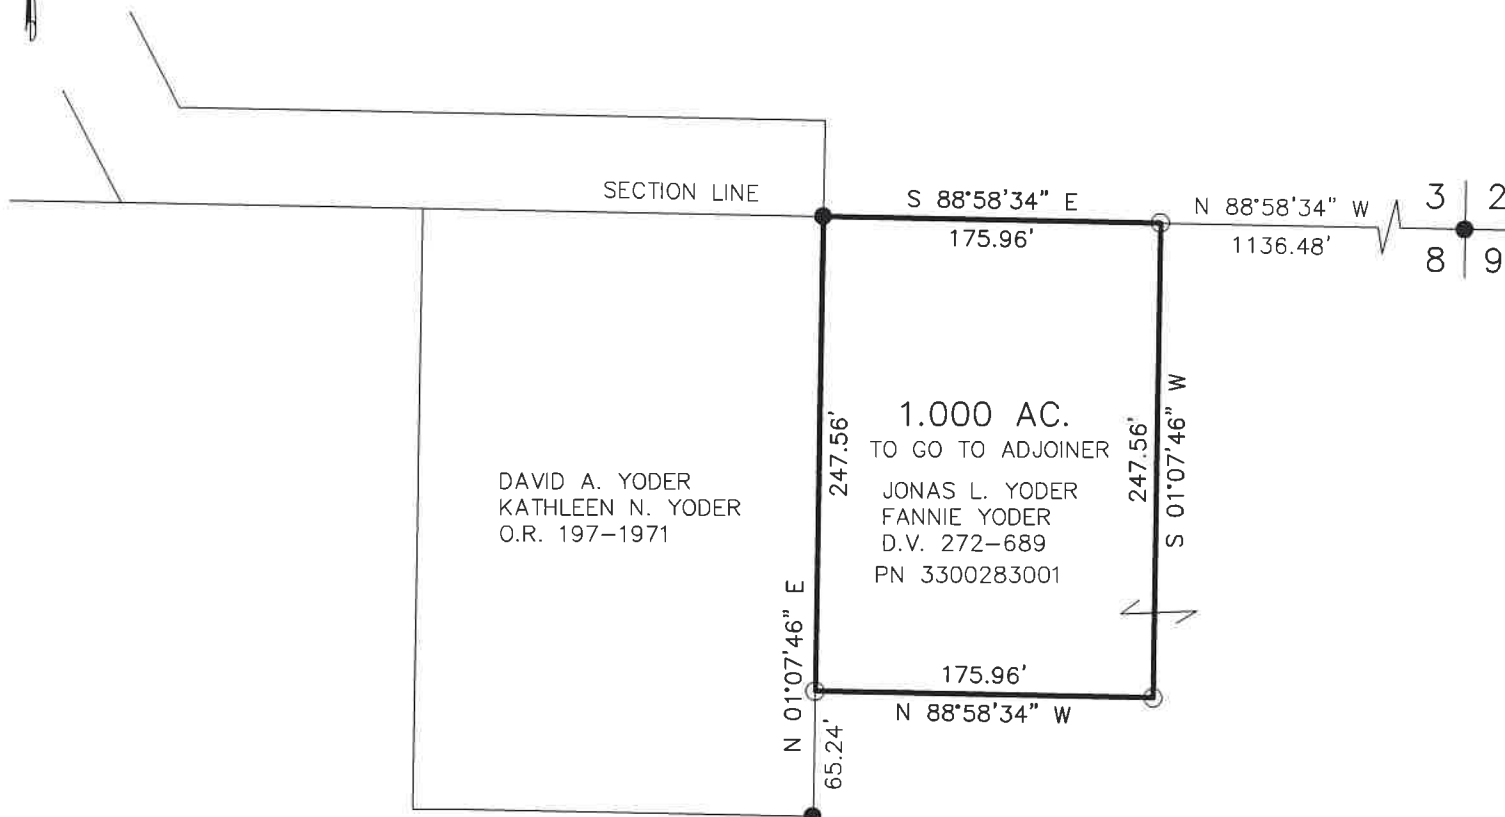 SECTION LINE
S 88°58'34" E
175.96'
N 88°58'34" W
1136.48'
3 2
8 9
247.56'
1.000 AC.
TO GO TO ADJOINER
JONAS L. YODER
FANNIE YODER
D.V. 272-689
PN 3300283001
247.56'
S 01°07'46" W
DAVID A. YODER
KATHLEEN N. YODER
O.R. 197-1971
N 01°07'46" E
175.96'
N 88°58'34" W
65.24'